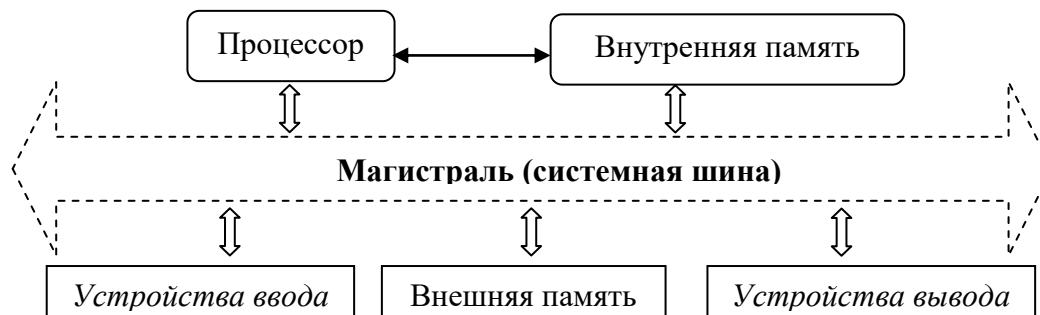 Процессор
Внутренняя память
Магистраль (системная шина)
Устройства ввода
Внешняя память
Устройства вывода